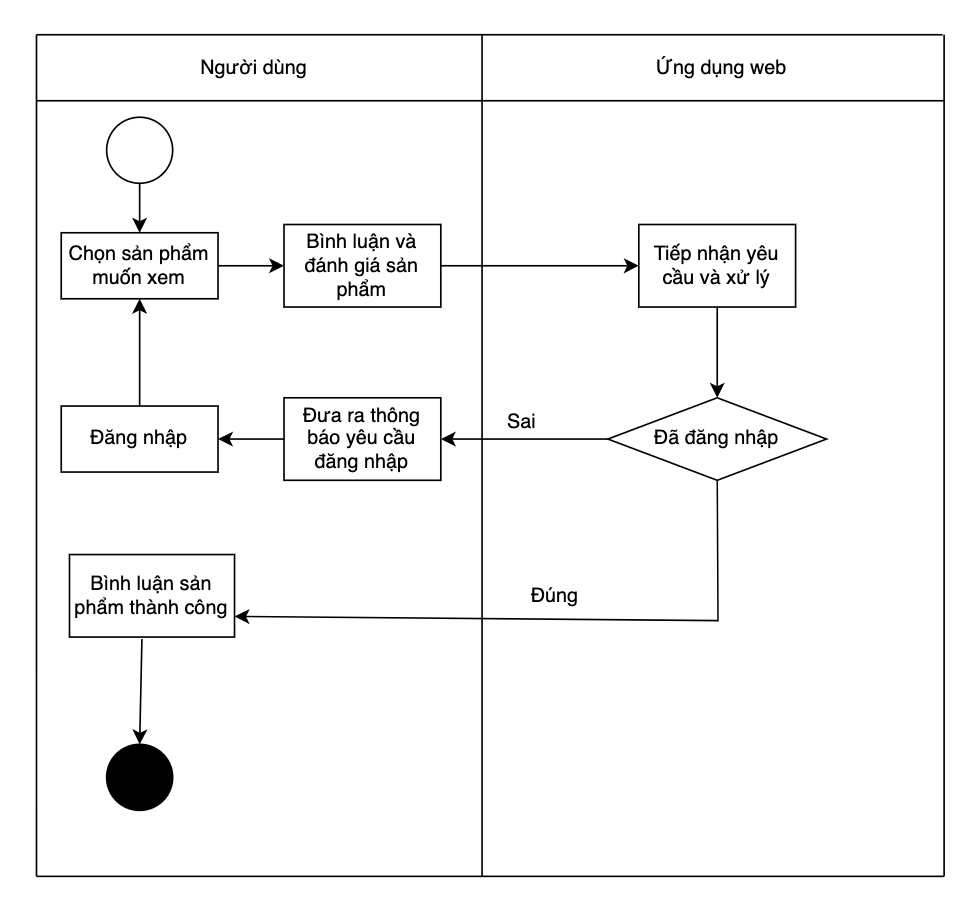 Người dùng
Ứng dụng web
Chọn sản phẩm
muốn xem
Bình luận và
đánh giá sản
phẩm
Tiếp nhận yêu
cầu và xử lý
Đăng nhập
Đưa ra thông
báo yêu cầu
đăng nhập
Sai
Đã đăng nhập
Bình luận sản
phẩm thành công
Đúng